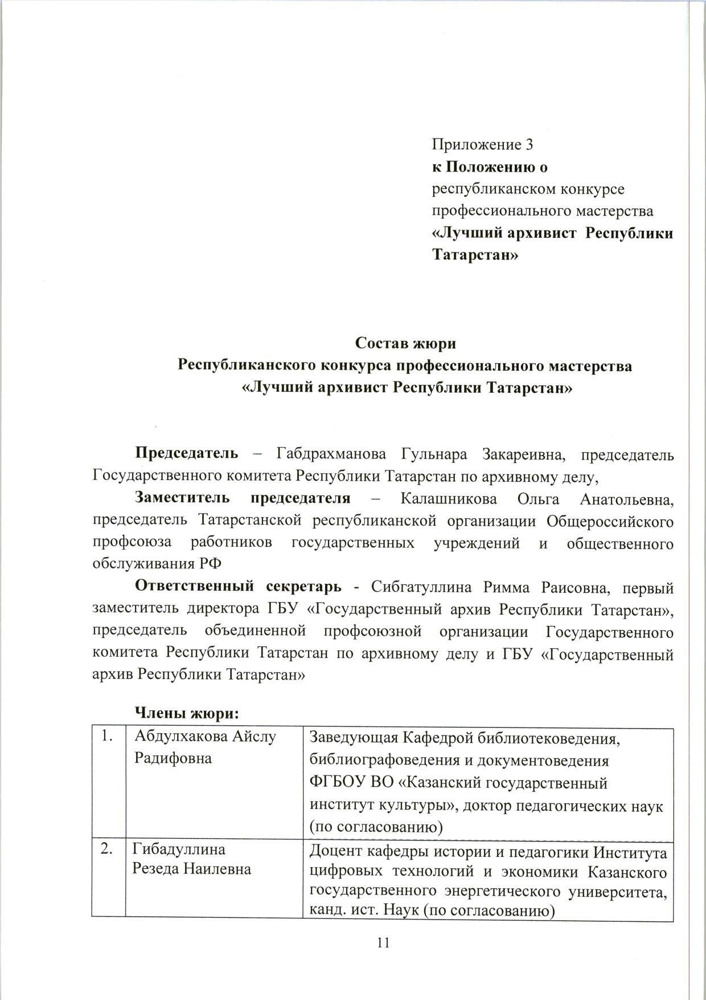 Приложение 3
к Положению о
республиканском конкурсе
профессионального мастерства
«Лучший архивист Республики
Татарстан»
Состав жюри
Республиканского конкурса профессионального мастерства
«Лучший архивист Республики Татарстан»
Председатель – Габдрахманова Гульнара Закареивна, председатель
Государственного комитета Республики Татарстан по архивному делу,
Заместитель председателя – Калашникова Ольга Анатольевна,
председатель Татарстанской республиканской организации Общероссийского
профсоюза работников государственных учреждений и общественного
обслуживания РФ
Ответственный секретарь - Сибгатуллина Римма Раисовна, первый
заместитель директора ГБУ «Государственный архив Республики Татарстан»,
председатель объединенной профсоюзной организации Государственного
комитета Республики Татарстан по архивному делу и ГБУ «Государственный
архив Республики Татарстан»
Члены жюри:
1.
Абдулхакова Айслу
Радифовна
Заведующая Кафедрой библиотековедения,
библиографоведения и документоведения
ФГБОУ ВО «Казанский государственный
институт культуры», доктор педагогических наук
(по согласованию)
2.
Гибадуллина
Резеда Наилевна
Доцент кафедры истории и педагогики Института
цифровых технологий и экономики Казанского
государственного энергетического университета,
канд. ист. Наук (по согласованию)
11